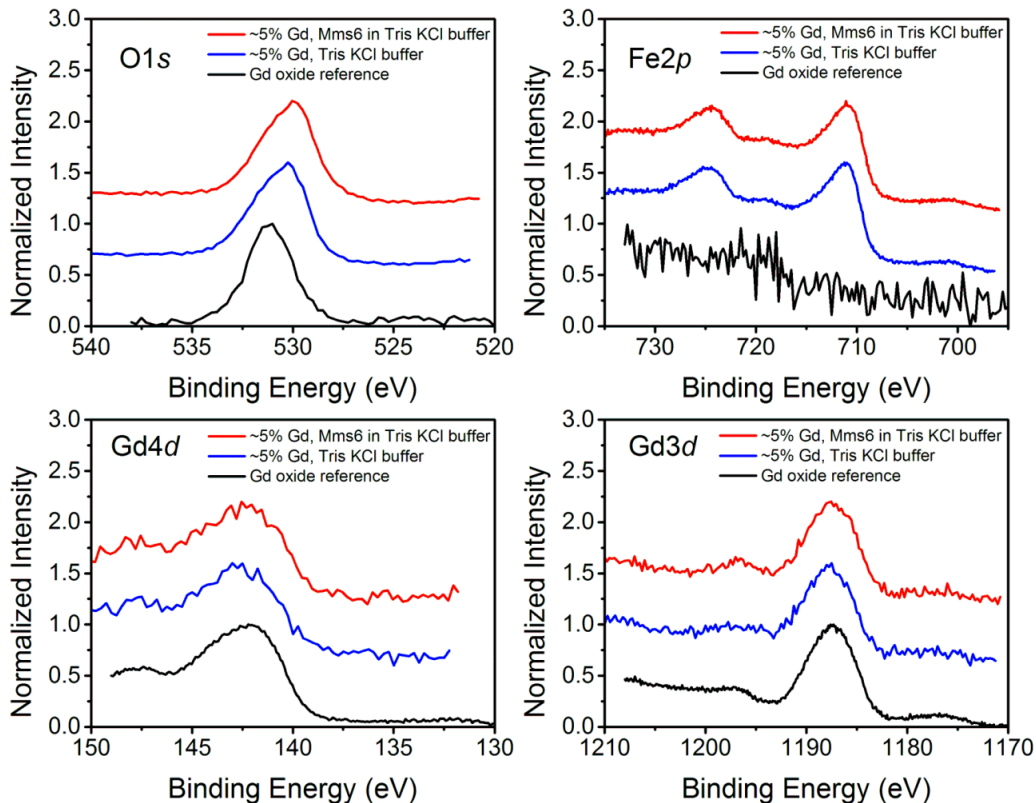 O1s
~5% Gd, Mms6 in Tris KCl buffer
~5% Gd, Tris KCl buffer
Gd oxide reference
Normalized Intensity
3.0
2.5
2.0
1.5
1.0
0.5
0.0
540
530
520
Binding Energy (eV)
Fe2p
~5% Gd, Mms6 in Tris KCl buffer
~5% Gd, Tris KCl buffer
Gd oxide reference
Normalized Intensity
3.0
2.5
2.0
1.5
1.0
0.5
0.0
730
720
710
700
Binding Energy (eV)
Gd4d
~5% Gd, Mms6 in Tris KCl buffer
~5% Gd, Tris KCl buffer
Gd oxide reference
Normalized Intensity
3.0
2.5
2.0
1.5
1.0
0.5
0.0
150
145
140
135
130
Binding Energy (eV)
Gd3d
~5% Gd, Mms6 in Tris KCl buffer
~5% Gd, Tris KCl buffer
Gd oxide reference
Normalized Intensity
3.0
2.5
2.0
1.5
1.0
0.5
0.0
1210
1200
1190
1180
1170
Binding Energy (eV)